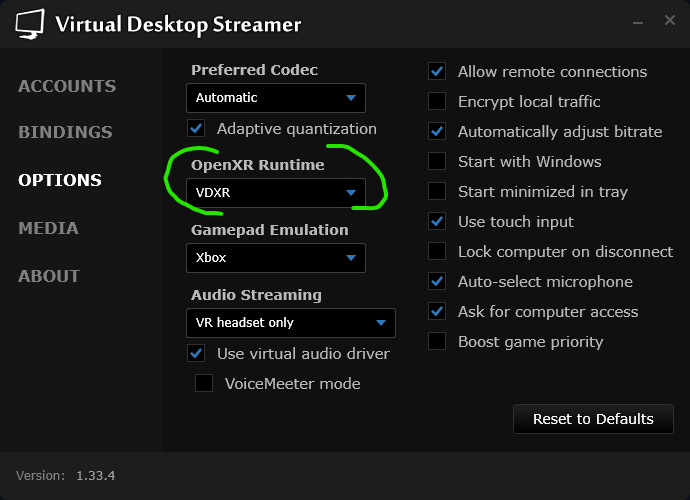 Virtual Desktop Streamer
ACCOUNTS
BINDINGS
OPTIONS
MEDIA
ABOUT
Preferred Codec
Automatic
Adaptive quantization
OpenXR Runtime
VDXR
Gamepad Emulation
Xbox
Audio Streaming
VR headset only
Use virtual audio driver
VoiceMeeter mode
Allow remote connections
Encrypt local traffic
Automatically adjust bitrate
Start with Windows
Start minimized in tray
Use touch input
Lock computer on disconnect
Auto-select microphone
Ask for computer access
Boost game priority
Reset to Defaults
Version: 1.33.4